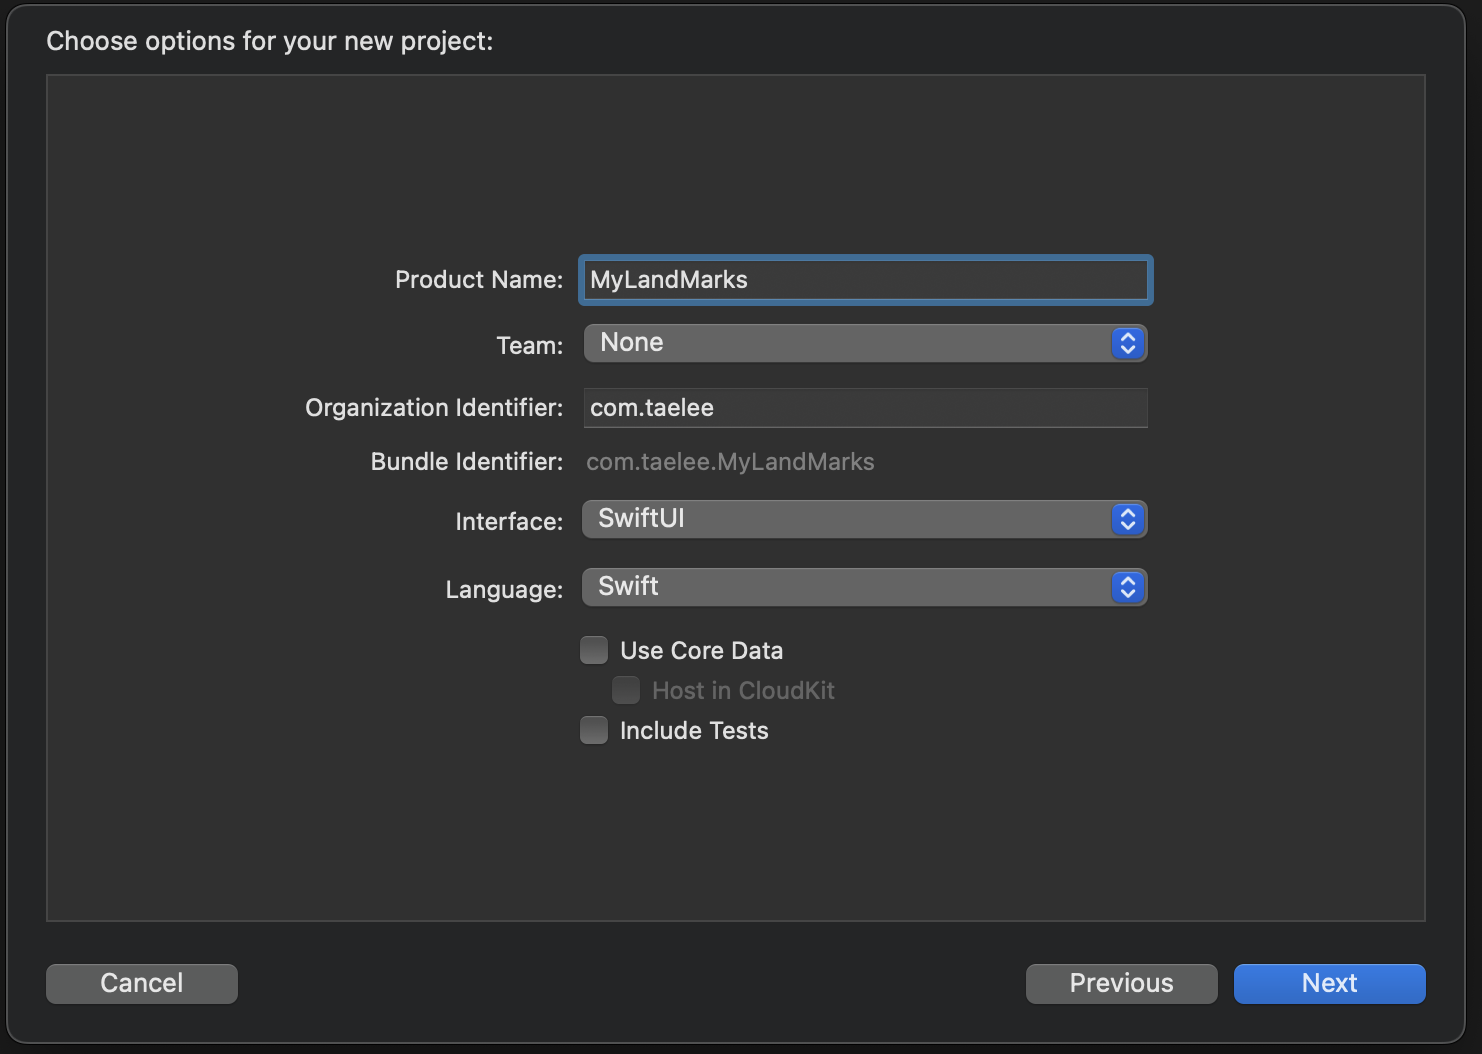 Choose options for your new project:
Product Name: MyLandMarks
Team: None
Organization Identifier: com.taelee
Bundle Identifier: com.taelee.MyLandMarks
Interface: SwiftUI
Language: Swift
Use Core Data
Host in CloudKit
Include Tests
Cancel Previous Next